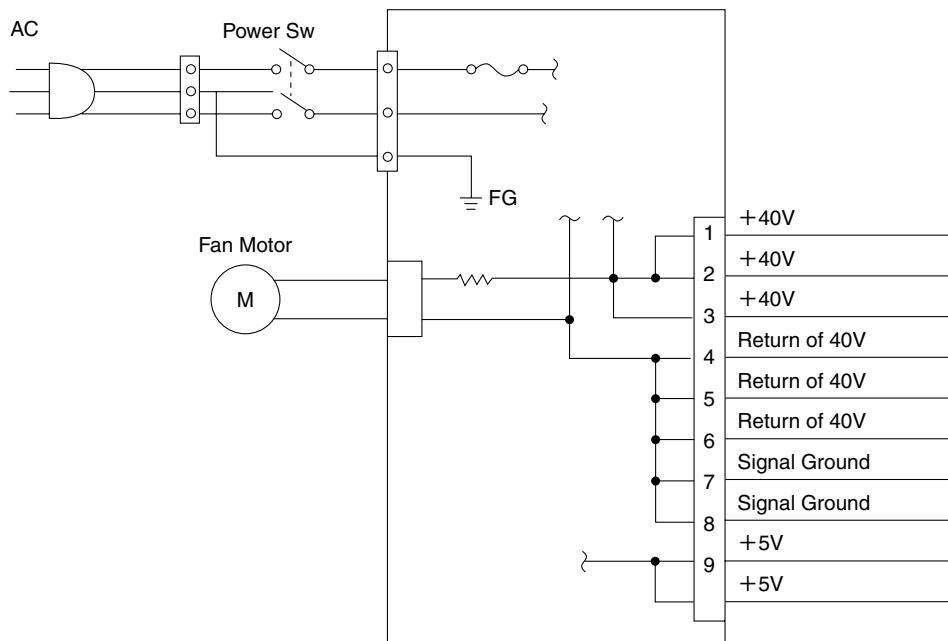 AC
Power Sw
FG
Fan Motor
M
1 +40V
2 +40V
3 +40V
4 Return of 40V
5 Return of 40V
6 Return of 40V
7 Signal Ground
8 Signal Ground
9 +5V
+5V